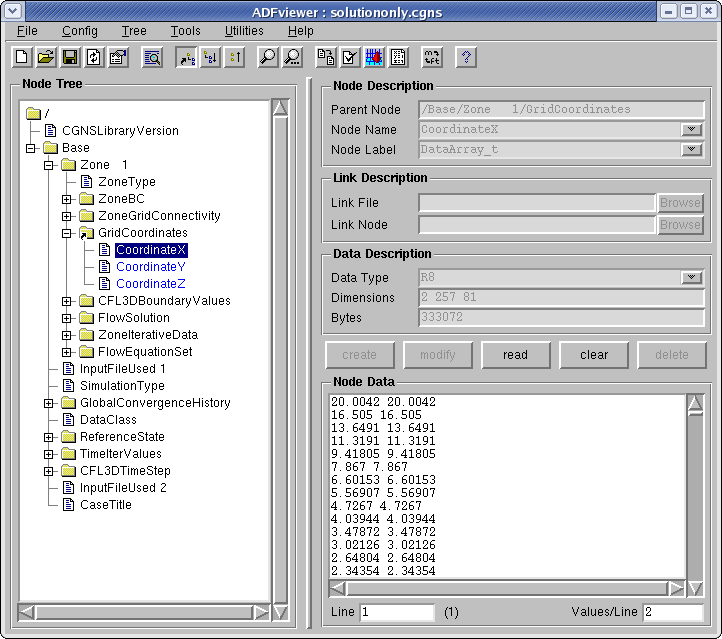 ADFviewer : solutiononly.cgns
File Config Tree Tools Utilities Help
Node Tree
/
CGNSLibraryVersion
Base
Zone 1
ZoneType
ZoneBC
ZoneGridConnectivity
GridCoordinates
CoordinateX
CoordinateY
CoordinateZ
CFL3DBoundaryValues
FlowSolution
ZoneIterativeData
FlowEquationSet
InputFileUsed 1
SimulationType
GlobalConvergenceHistory
DataClass
ReferenceState
TimeIterValues
CFL3DTimeStep
InputFileUsed 2
CaseTitle
Node Description
Parent Node /Base/Zone   1/GridCoordinates
Node Name CoordinateX
Node Label DataArray_t
Link Description
Link File Browse
Link Node Browse
Data Description
Data Type R8
Dimensions 2 257 81
Bytes 333072
create modify read clear delete
Node Data
20.0042 20.0042
16.505 16.505
13.6491 13.6491
11.3191 11.3191
9.41805 9.41805
7.867 7.867
6.60153 6.60153
5.56907 5.56907
4.7267 4.7267
4.03944 4.03944
3.47872 3.47872
3.02126 3.02126
2.64804 2.64804
2.34354 2.34354
Line 1 (1) Values/Line 2